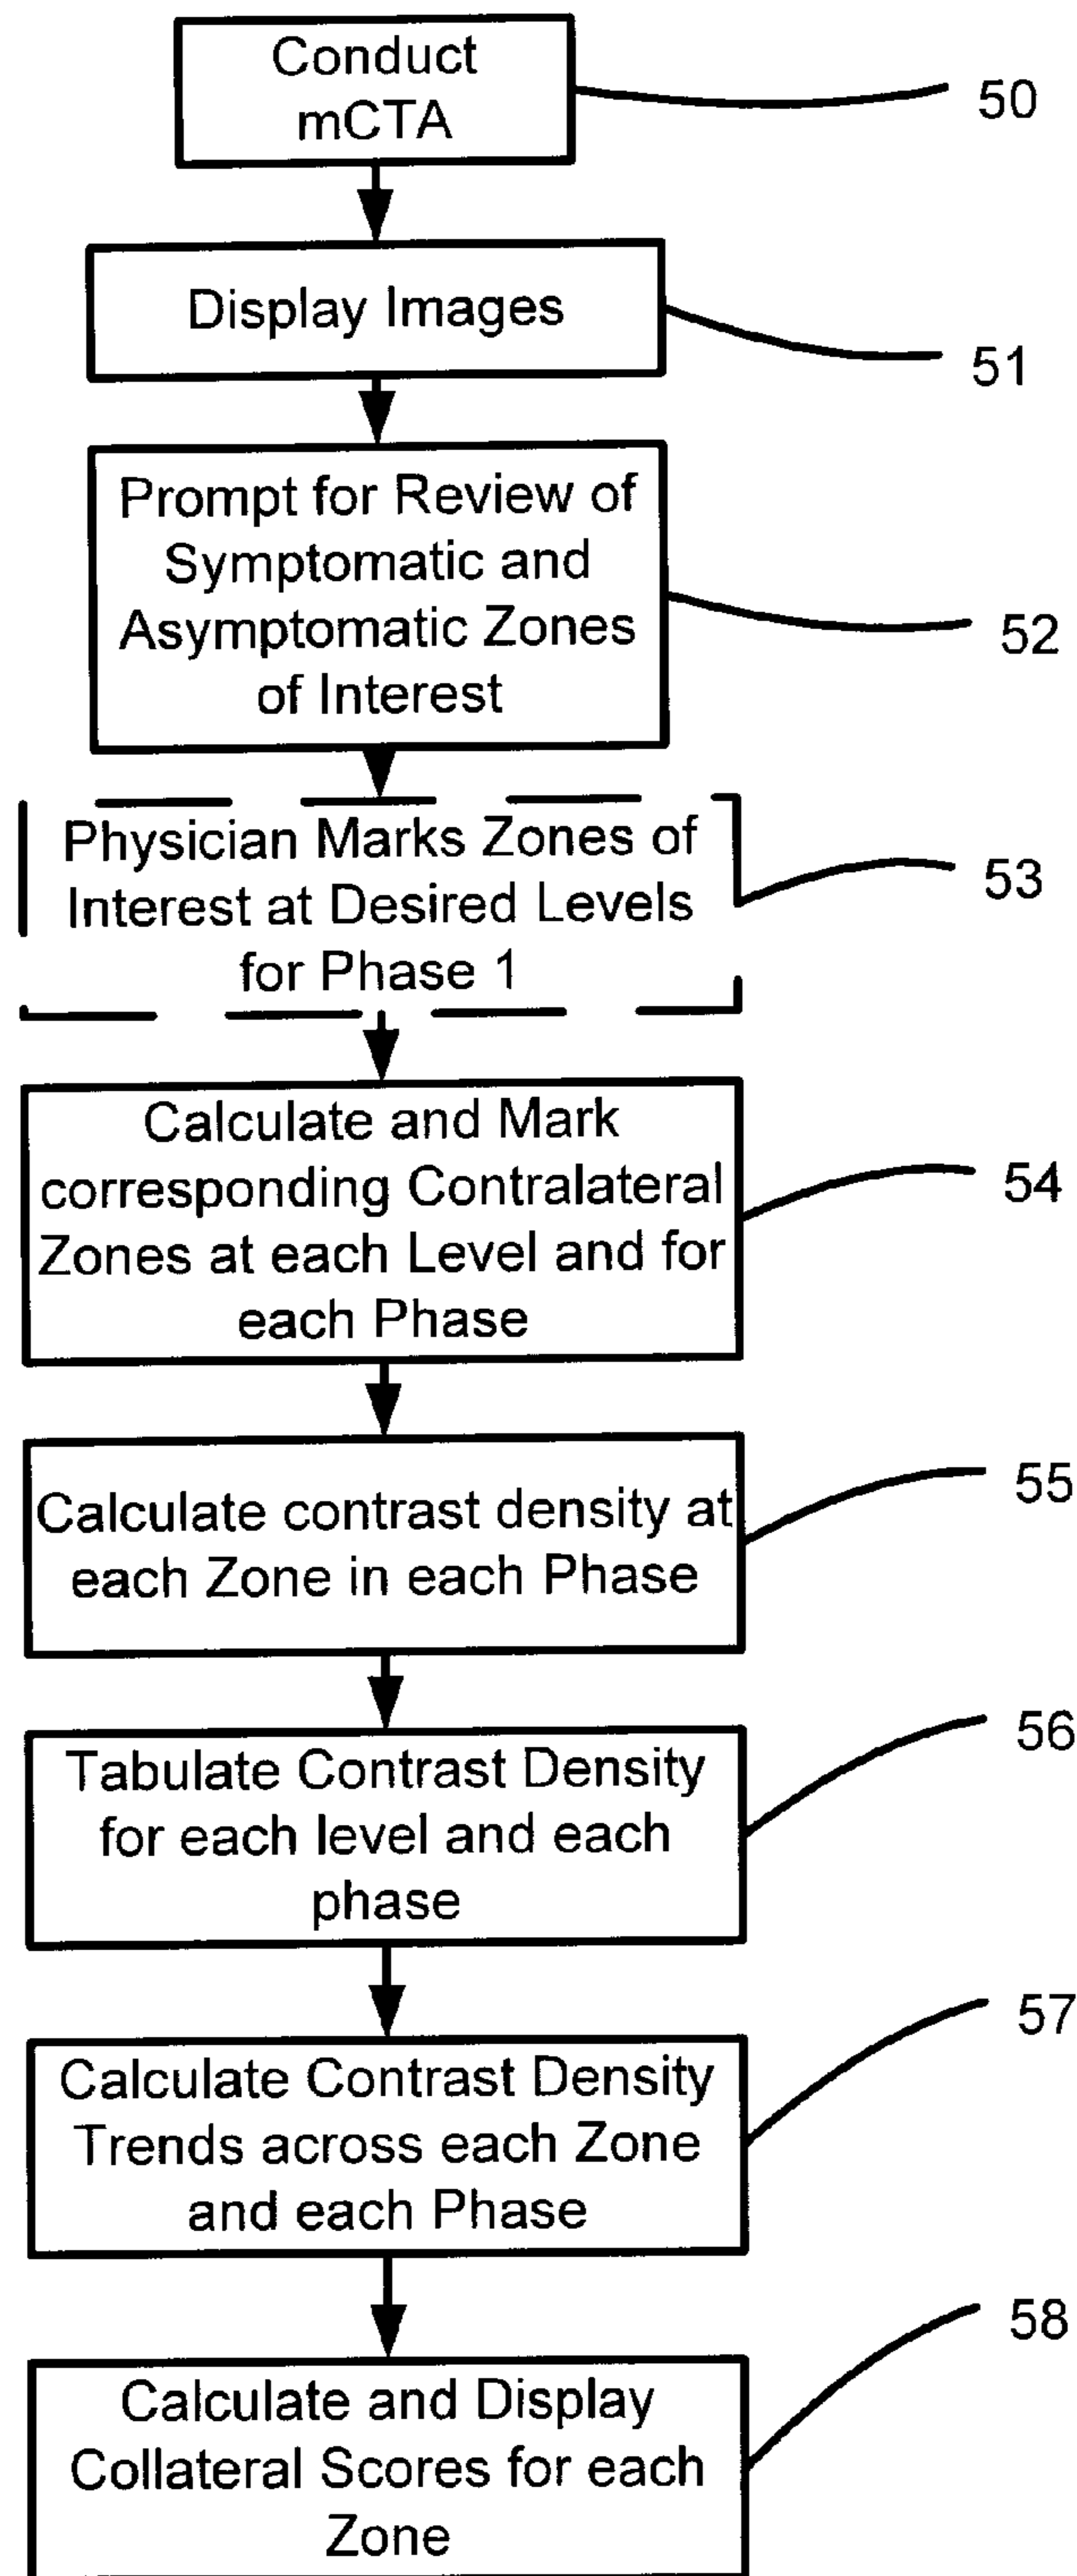 Conduct
mCTA
50
Display Images
51
Prompt for Review of
Symptomatic and
Asymptomatic Zones
of Interest
52
Physician Marks Zones of
Interest at Desired Levels
for Phase 1
53
Calculate and Mark
corresponding Contralateral
Zones at each Level and for
each Phase
54
Calculate contrast density at
each Zone in each Phase
55
Tabulate Contrast Density
for each level and each
phase
56
Calculate Contrast Density
Trends across each Zone
and each Phase
57
Calculate and Display
Collateral Scores for each
Zone
58